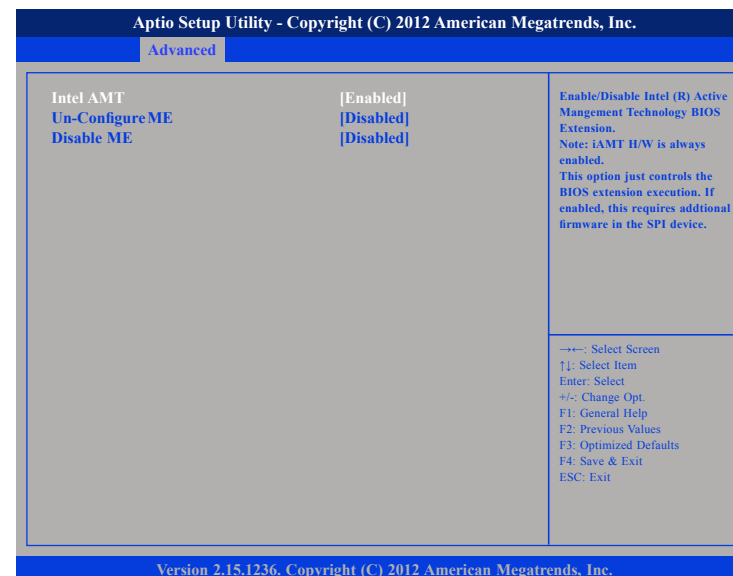 Aptio Setup Utility - Copyright (C) 2012 American Megatrends, Inc.
Advanced
Intel AMT [Enabled]
Un-Configure ME [Disabled]
Disable ME [Disabled]
Enable/Disable Intel (R) Active
Mangement Technology BIOS
Extension.
Note: iAMT H/W is always
enabled.
This option just controls the
BIOS extension execution. If
enabled, this requires addtional
firmware in the SPI device.
→←: Select Screen
↑↓: Select Item
Enter: Select
+/-: Change Opt.
F1: General Help
F2: Previous Values
F3: Optimized Defaults
F4: Save & Exit
ESC: Exit
Version 2.15.1236. Copyright (C) 2012 American Megatrends, Inc.